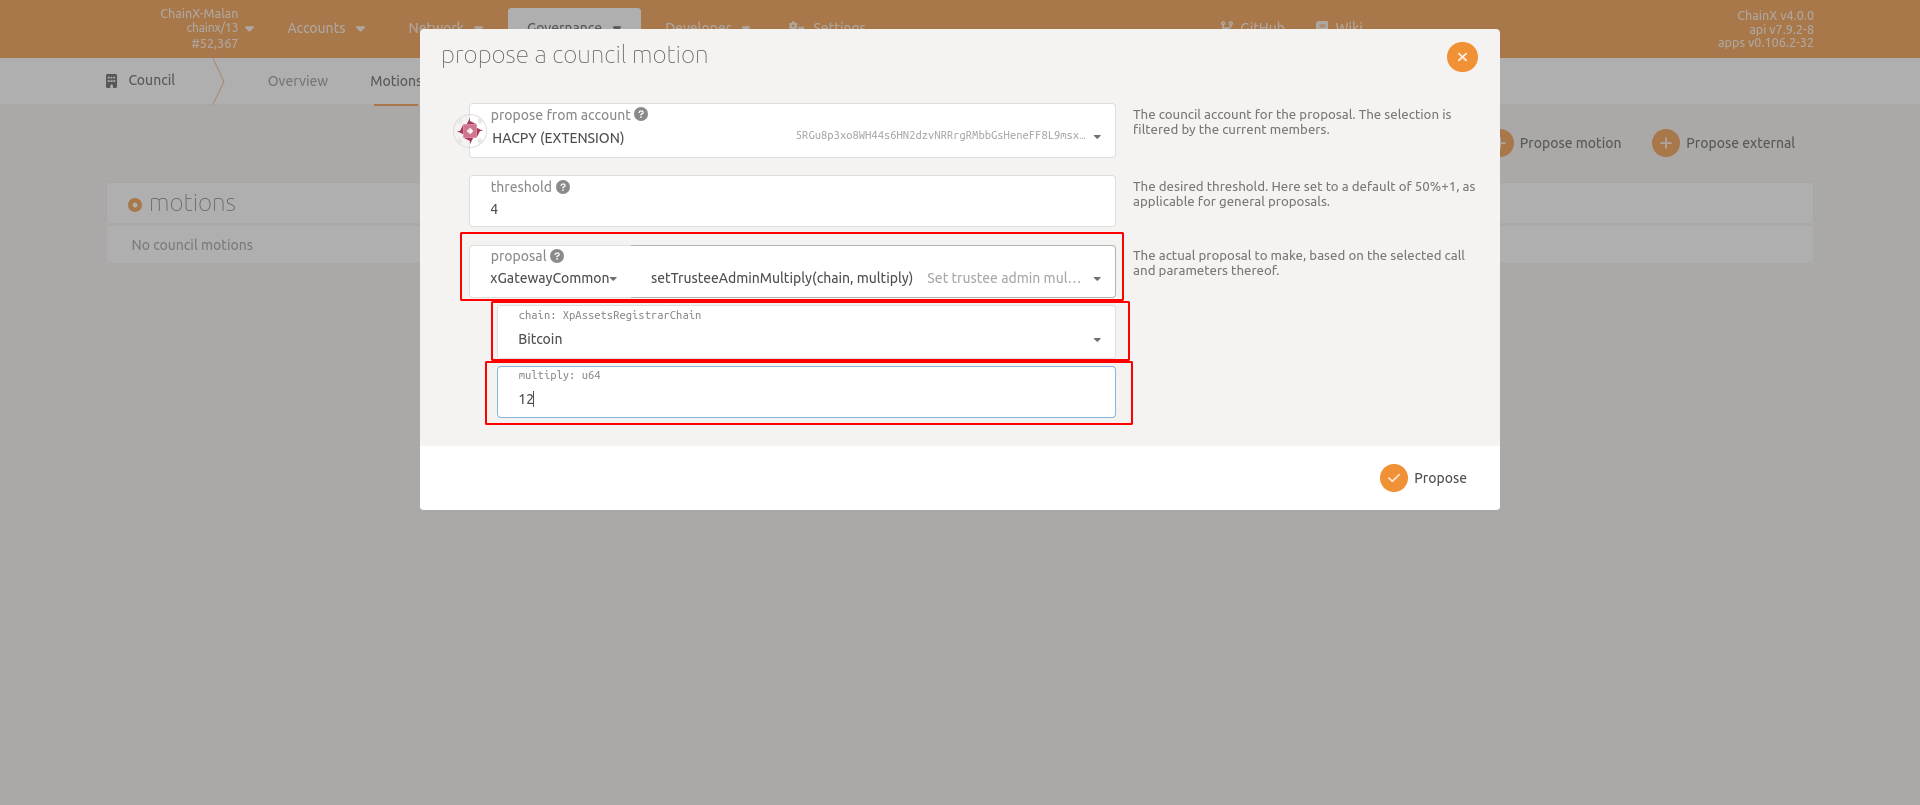 ChainX-Malan
chainx/13
#52,367
Accounts
Network
Governance
Developer
Settings
GitHub
Wiki
ChainX v4.0.0
api v7.9.2-8
apps v0.106.2-32
Council
Overview
Motions
propose a council motion
propose from account
HACPY (EXTENSION)
5RGu8p3xo8WH44s6HN2dzvNRRrgRMbbGsHeneFF8L9msx…
The council account for the proposal. The selection is
filtered by the current members.
Propose motion
Propose external
threshold
4
The desired threshold. Here set to a default of 50%+1, as
applicable for general proposals.
motions
No council motions
proposal
xGatewayCommon
setTrusteeAdminMultiply(chain, multiply)
Set trustee admin mul…
The actual proposal to make, based on the selected call
and parameters thereof.
chain: XpAssetsRegistrarChain
Bitcoin
multiply: u64
12
Propose